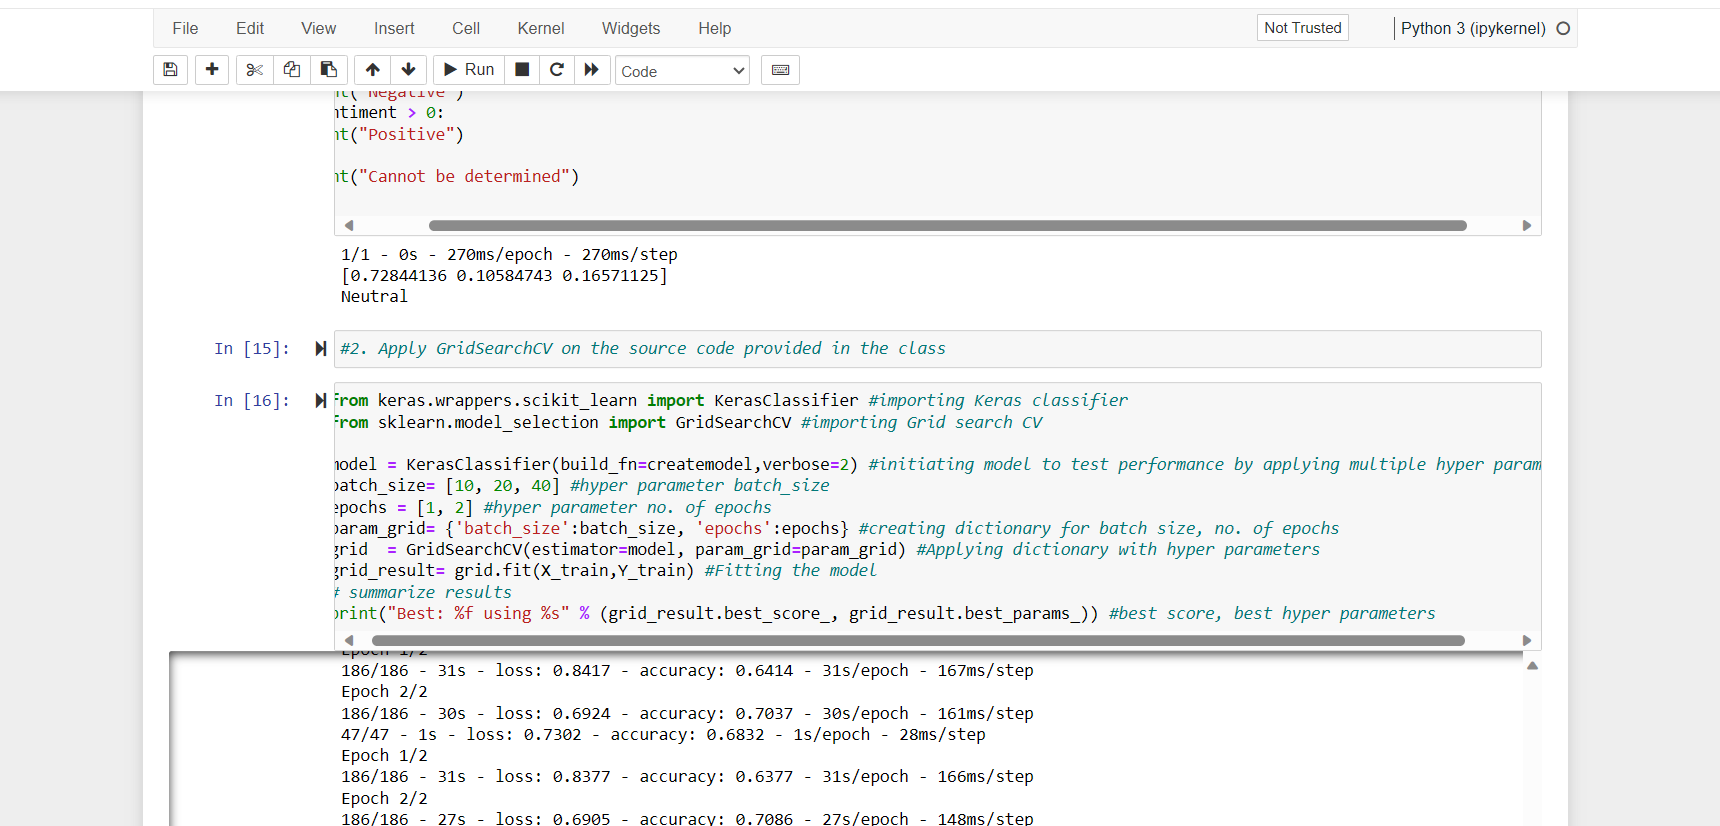 File Edit View Insert Cell Kernel Widgets Help Not Trusted Python 3 (ipykernel)
Run Code
nt("Negative")
ntiment > 0:
nt("Positive")
nt("Cannot be determined")
1/1 - 0s - 270ms/epoch - 270ms/step
[0.72844136 0.10584743 0.16571125]
Neutral
In [15]: #2. Apply GridSearchCV on the source code provided in the class
In [16]: from keras.wrappers.scikit_learn import KerasClassifier #importing Keras classifier
from sklearn.model_selection import GridSearchCV #importing Grid search CV
model = KerasClassifier(build_fn=createmodel,verbose=2) #initiating model to test performance by applying multiple hyper param
batch_size= [10, 20, 40] #hyper parameter batch_size
epochs = [1, 2] #hyper parameter no. of epochs
param_grid= {'batch_size':batch_size, 'epochs':epochs} #creating dictionary for batch size, no. of epochs
grid  = GridSearchCV(estimator=model, param_grid=param_grid) #Applying dictionary with hyper parameters
grid_result= grid.fit(X_train,Y_train) #Fitting the model
# summarize results
print("Best: %f using %s" % (grid_result.best_score_, grid_result.best_params_)) #best score, best hyper parameters
Epoch 1/2
186/186 - 31s - loss: 0.8417 - accuracy: 0.6414 - 31s/epoch - 167ms/step
Epoch 2/2
186/186 - 30s - loss: 0.6924 - accuracy: 0.7037 - 30s/epoch - 161ms/step
47/47 - 1s - loss: 0.7302 - accuracy: 0.6832 - 1s/epoch - 28ms/step
Epoch 1/2
186/186 - 31s - loss: 0.8377 - accuracy: 0.6377 - 31s/epoch - 166ms/step
Epoch 2/2
186/186 - 27s - loss: 0.6905 - accuracy: 0.7086 - 27s/epoch - 148ms/step